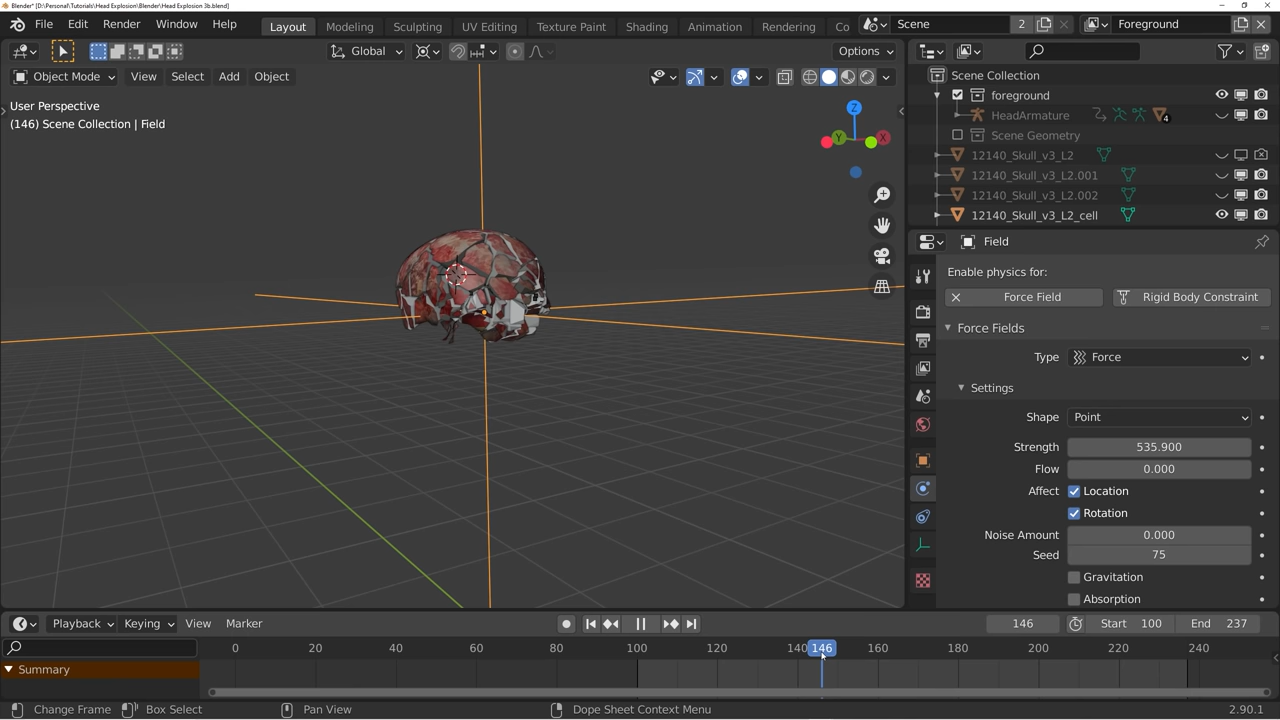 Blender* [D:\Personal\Tutorials\Head Explosion\Blender\Head Explosion 3b.blend]
File Edit Render Window Help Layout Modeling Sculpting UV Editing Texture Paint Shading Animation Rendering Co Scene 2 Foreground
Global Options
Object Mode View Select Add Object
User Perspective
(146) Scene Collection | Field
Z
Y
X
Scene Collection
foreground
HeadArmature 4
Scene Geometry
12140_Skull_v3_L2
12140_Skull_v3_L2.001
12140_Skull_v3_L2.002
12140_Skull_v3_L2_cell
Field
Enable physics for:
Force Field Rigid Body Constraint
Force Fields
Type Force
Settings
Shape Point
Strength 535.900
Flow 0.000
Affect Location
Rotation
Noise Amount 0.000
Seed 75
Gravitation
Absorption
Playback Keying View Marker 146 Start 100 End 237
0 20 40 60 80 100 120 140 146 160 180 200 220 240
Summary
Change Frame Box Select Pan View Dope Sheet Context Menu 2.90.1